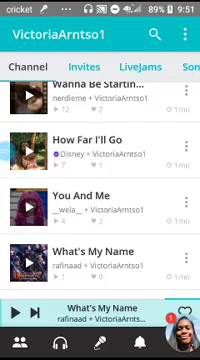 cricket 89% 9:51
VictoriaArntso1
Channel Invites LiveJams Son
Wanna Be Startin'...
nerdieme + VictoriaArntso1
12 2 1mo
How Far I'll Go
Disney + VictoriaArntso1
7 1 1mo
You And Me
__wela__ + VictoriaArntso1
4 2 1mo
What's My Name
rafinaad + VictoriaArntso1
1 1 1mo
What's My Name
rafinaad + VictoriaArnts...
1